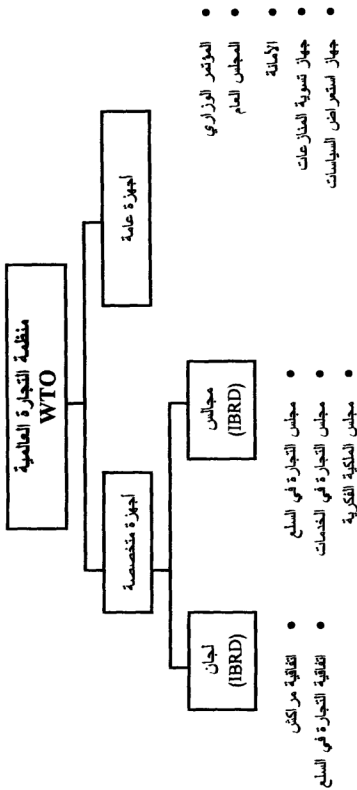 منظمة التجارة العالمية
WTO
أجهزة عامة
أجهزة متخصصة
المؤتمر الوزاري
المجلس العام
الأمانة
جهاز تسوية المنازعات
جهاز استعراض السياسات
مجالس
(IBRD)
لجان
(IBRD)
مجلس التجارة في السلع
مجلس التجارة في الخدمات
مجلس الملكية الفكرية
اتفاقية مراكش
اتفاقية التجارة في السلع